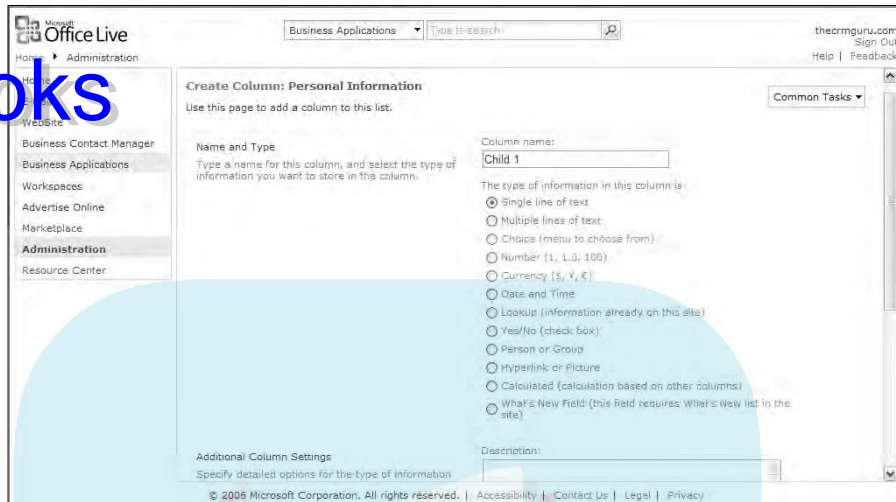 Microsoft
Office Live
Business Applications
Type to search
thecrmguru.com
Sign Out
Help | Feedback
Home ▸ Administration
Home
oks
WebSite
Business Contact Manager
Business Applications
Workspaces
Advertise Online
Marketplace
Administration
Resource Center
Create Column: Personal Information
Use this page to add a column to this list.
Common Tasks
Name and Type
Type a name for this column, and select the type of
information you want to store in the column.
Column name:
Child 1
The type of information in this column is:
Single line of text
Multiple lines of text
Choice (menu to choose from)
Number (1, 1.0, 100)
Currency ($, ¥, €)
Date and Time
Lookup (information already on this site)
Yes/No (check box)
Person or Group
Hyperlink or Picture
Calculated (calculation based on other columns)
What's New Field (this field requires What's New list in the
site)
Additional Column Settings
Specify detailed options for the type of information
Description:
© 2006 Microsoft Corporation. All rights reserved. | Accessibility | Contact Us | Legal | Privacy